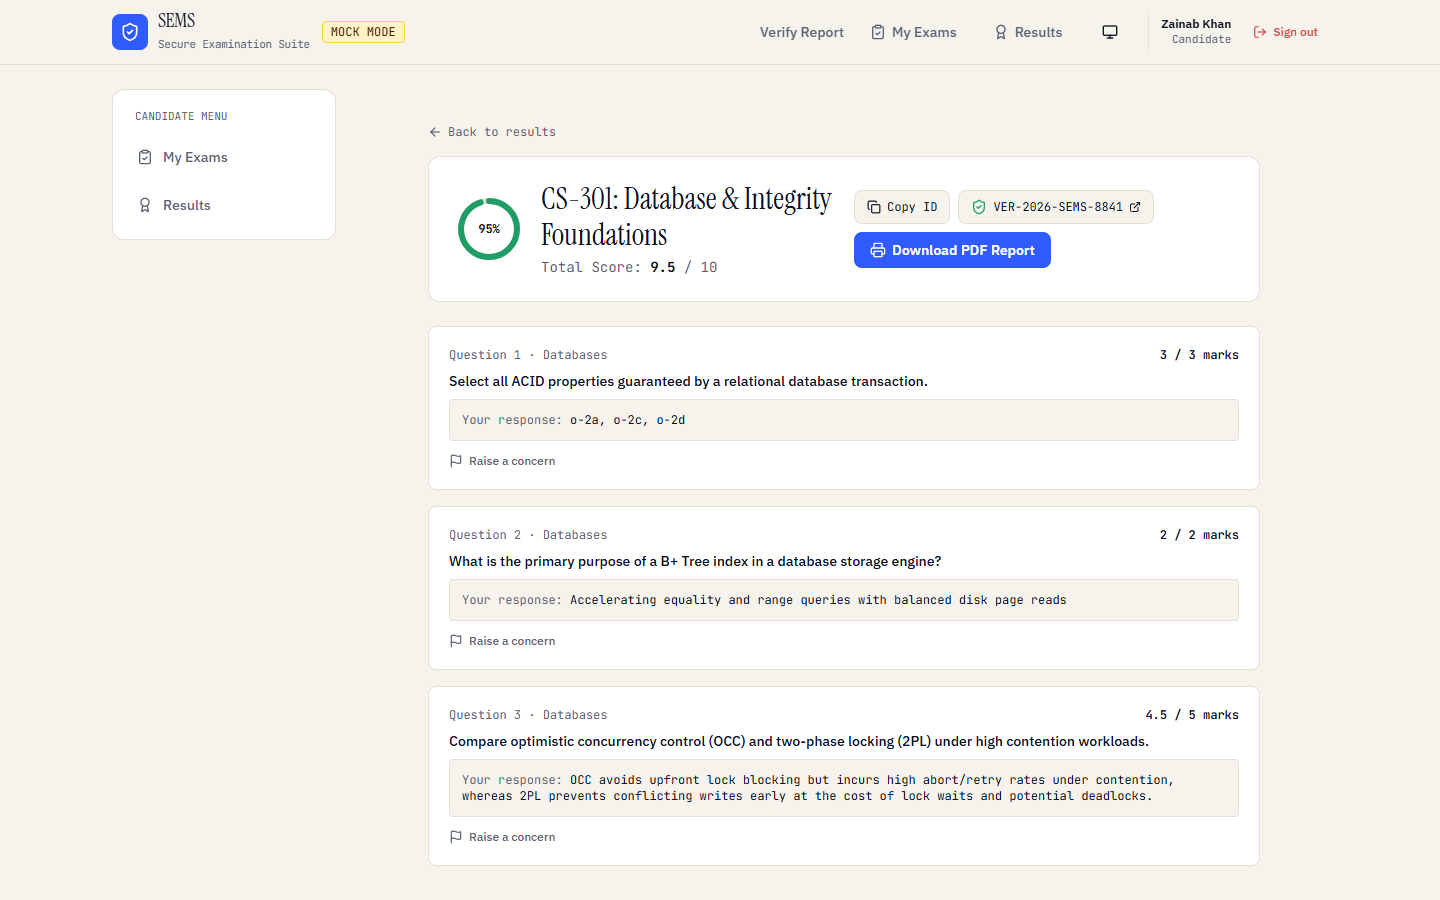 SEMS
Secure Examination Suite
MOCK MODE
Verify Report
My Exams
Results
Zainab Khan
Candidate
Sign out
CANDIDATE MENU
My Exams
Results
Back to results
95%
CS-301: Database & Integrity
Foundations
Total Score: 9.5 / 10
Copy ID
VER-2026-SEMS-8841
Download PDF Report
Question 1 · Databases
3 / 3 marks
Select all ACID properties guaranteed by a relational database transaction.
Your response: o-2a, o-2c, o-2d
Raise a concern
Question 2 · Databases
2 / 2 marks
What is the primary purpose of a B+ Tree index in a database storage engine?
Your response: Accelerating equality and range queries with balanced disk page reads
Raise a concern
Question 3 · Databases
4.5 / 5 marks
Compare optimistic concurrency control (OCC) and two-phase locking (2PL) under high contention workloads.
Your response: OCC avoids upfront lock blocking but incurs high abort/retry rates under contention,
whereas 2PL prevents conflicting writes early at the cost of lock waits and potential deadlocks.
Raise a concern